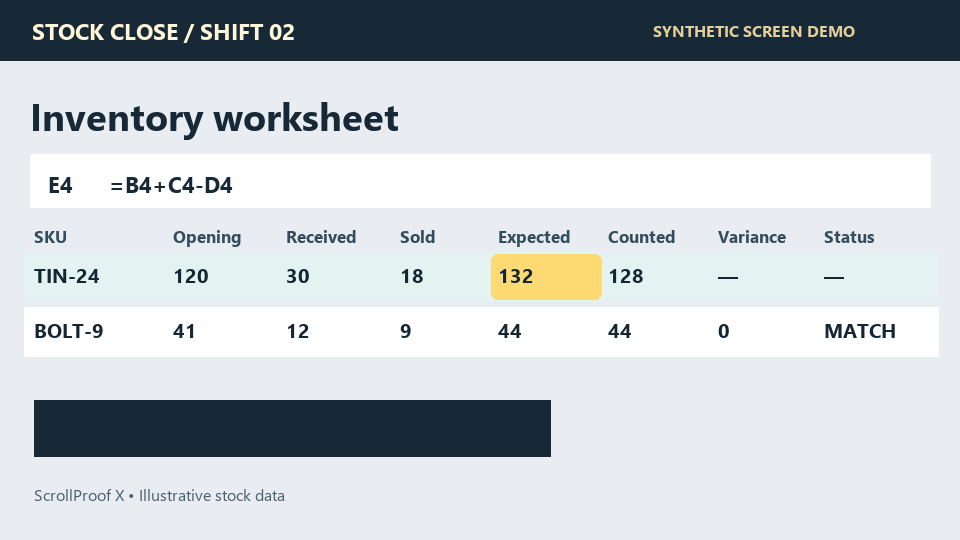 STOCK CLOSE / SHIFT 02 SYNTHETIC SCREEN DEMO
Inventory worksheet
E4 =B4+C4-D4
SKU Opening Received Sold Expected Counted Variance Status
TIN-24 120 30 18 132 128 — —
BOLT-9 41 12 9 44 44 0 MATCH
ScrollProof X • Illustrative stock data